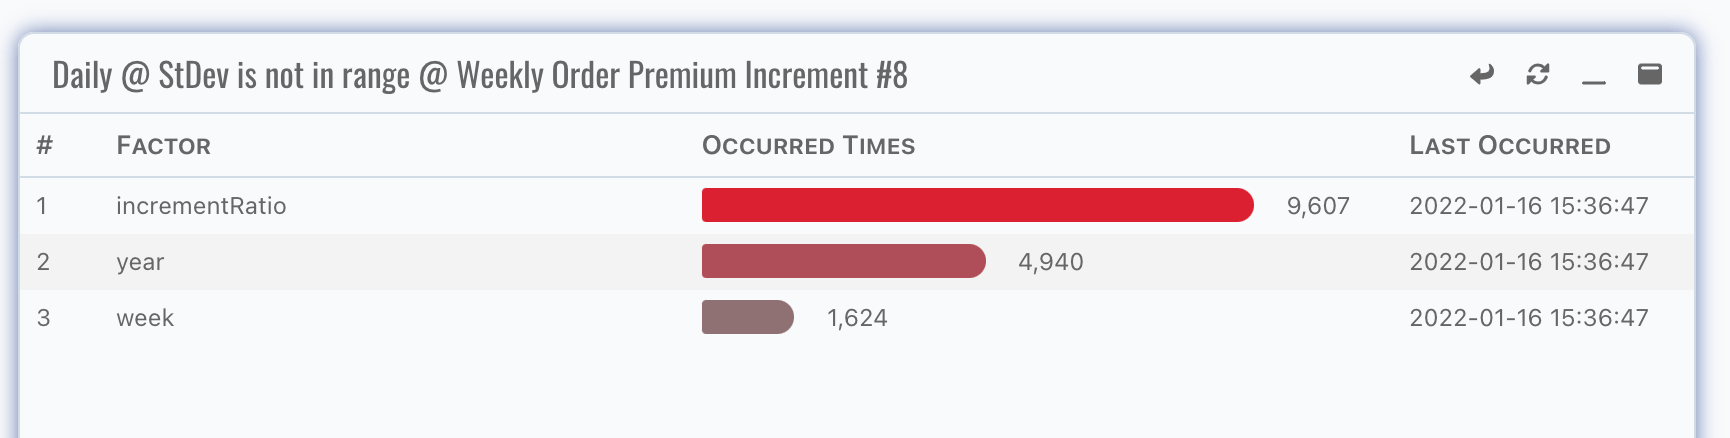 Daily @ StDev is not in range @ Weekly Order Premium Increment #8
# Factor Occurred Times Last Occurred
1 incrementRatio 9,607 2022-01-16 15:36:47
2 year 4,940 2022-01-16 15:36:47
3 week 1,624 2022-01-16 15:36:47